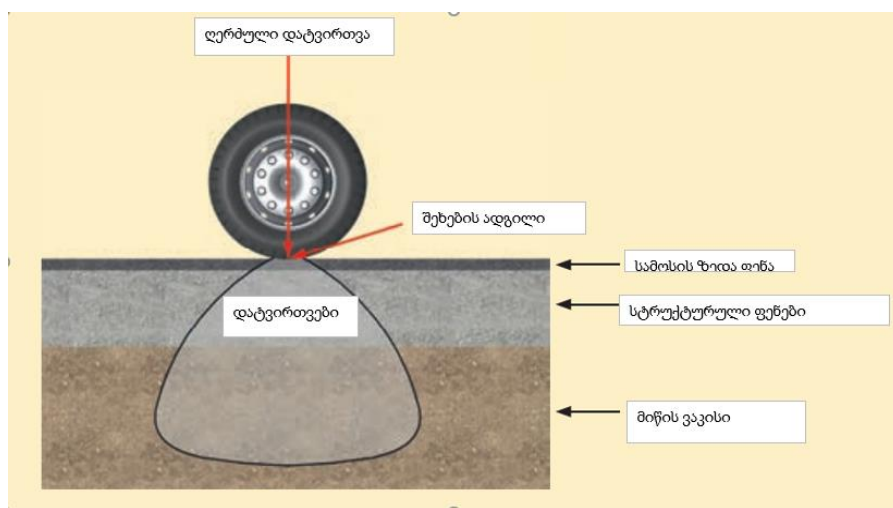 ღერძული დატვირთვა
შეხების ადგილი
სამოსის ზედა ფენა
დატვირთვები
სტრუქტურული ფენები
მიწის ვაკისი